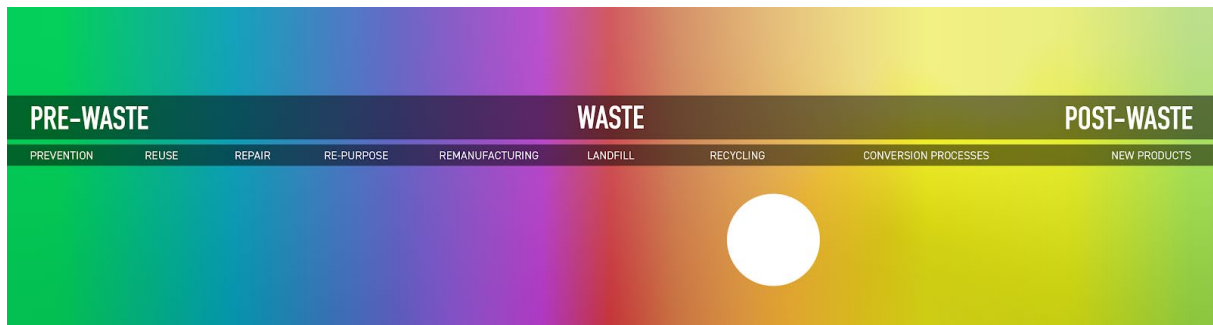 PRE-WASTE WASTE POST-WASTE
PREVENTION REUSE REPAIR RE-PURPOSE REMANUFACTURING LANDFILL RECYCLING CONVERSION PROCESSES NEW PRODUCTS